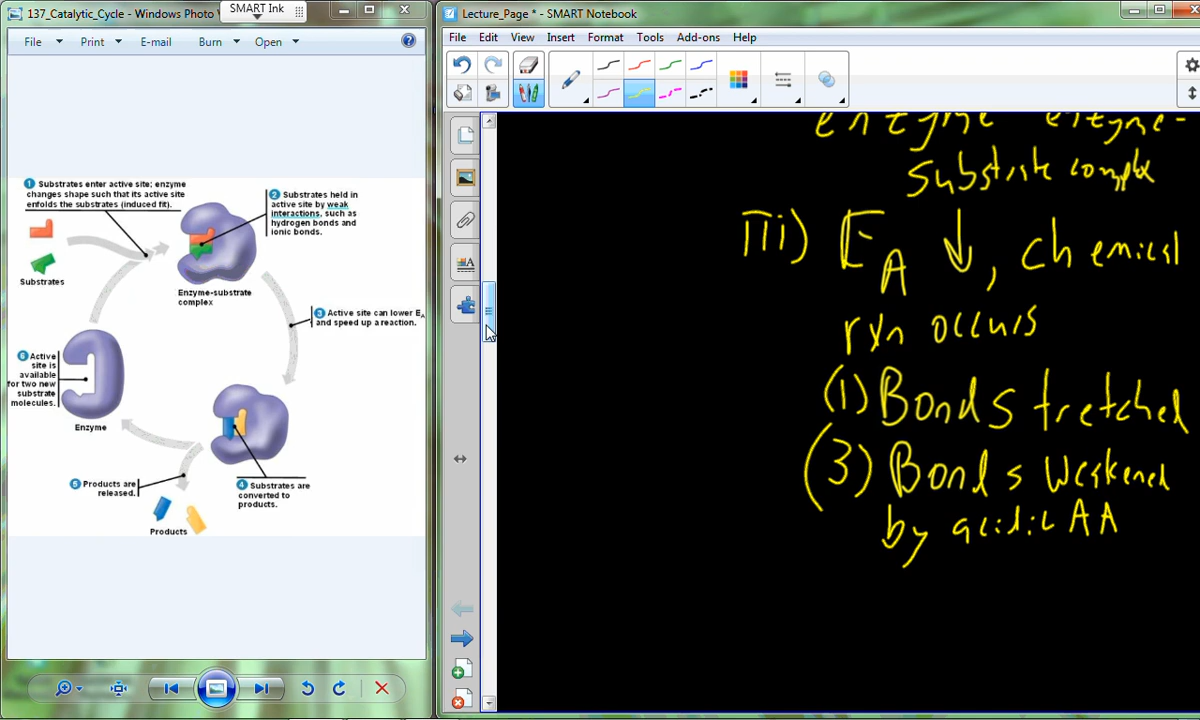 137_Catalytic_Cycle - Windows Photo V
SMART Ink
File Print E-mail Burn Open
1 Substrates enter active site; enzyme
changes shape such that its active site
enfolds the substrates (induced fit).
2 Substrates held in
active site by weak
interactions, such as
hydrogen bonds and
ionic bonds.
Substrates
Enzyme-substrate
complex
3 Active site can lower EA
and speed up a reaction.
6 Active
site is
available
for two new
substrate
molecules.
Enzyme
5 Products are
released.
4 Substrates are
converted to
products.
Products
Lecture_Page * - SMART Notebook
File Edit View Insert Format Tools Add-ons Help
enzyme enzyme-
substrate complex
iii) EA ↓, chemical
rxn occurs
(1) Bonds tretched
(3) Bonds weakened
by acidic AA